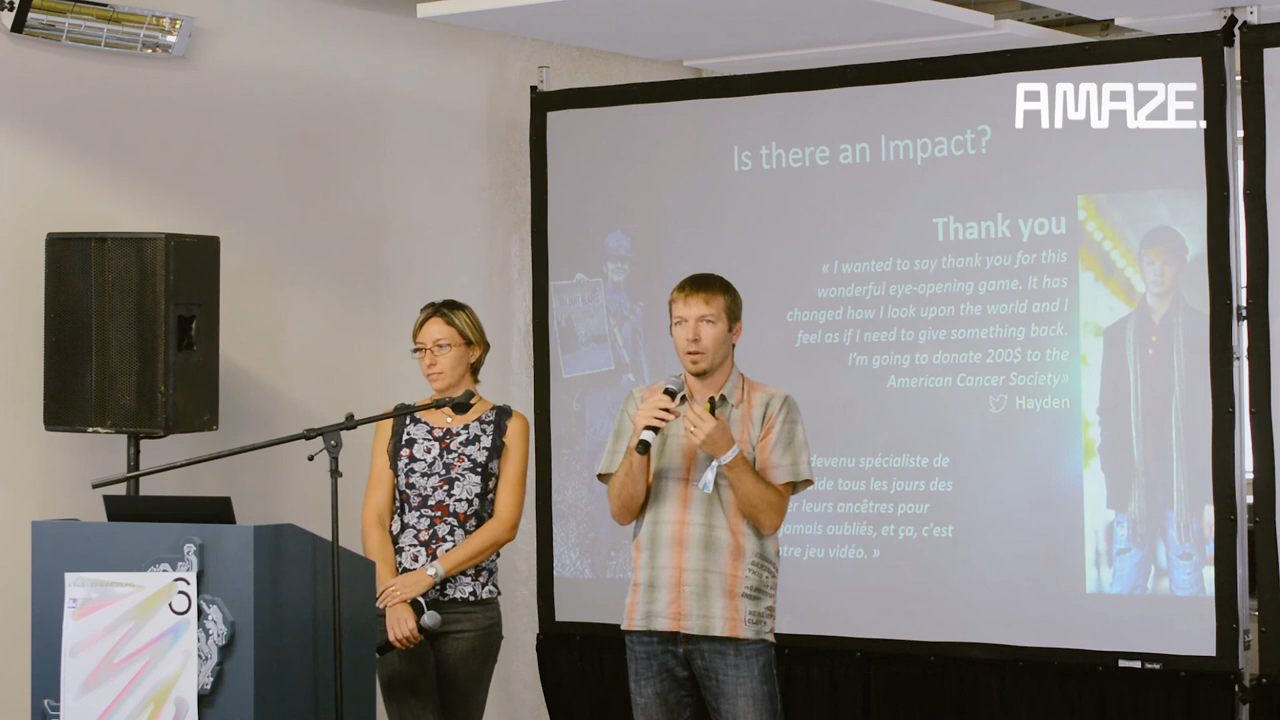 AMAZE.
Is there an Impact?
Thank you
« I wanted to say thank you for this
wonderful eye-opening game. It has
changed how I look upon the world and I
feel as if I need to give something back.
I'm going to donate 200$ to the
American Cancer Society»
Hayden
devenu spécialiste de
tous les jours des
leurs ancêtres pour
jamais oubliés, et ça, c'est
jeu vidéo. »
6